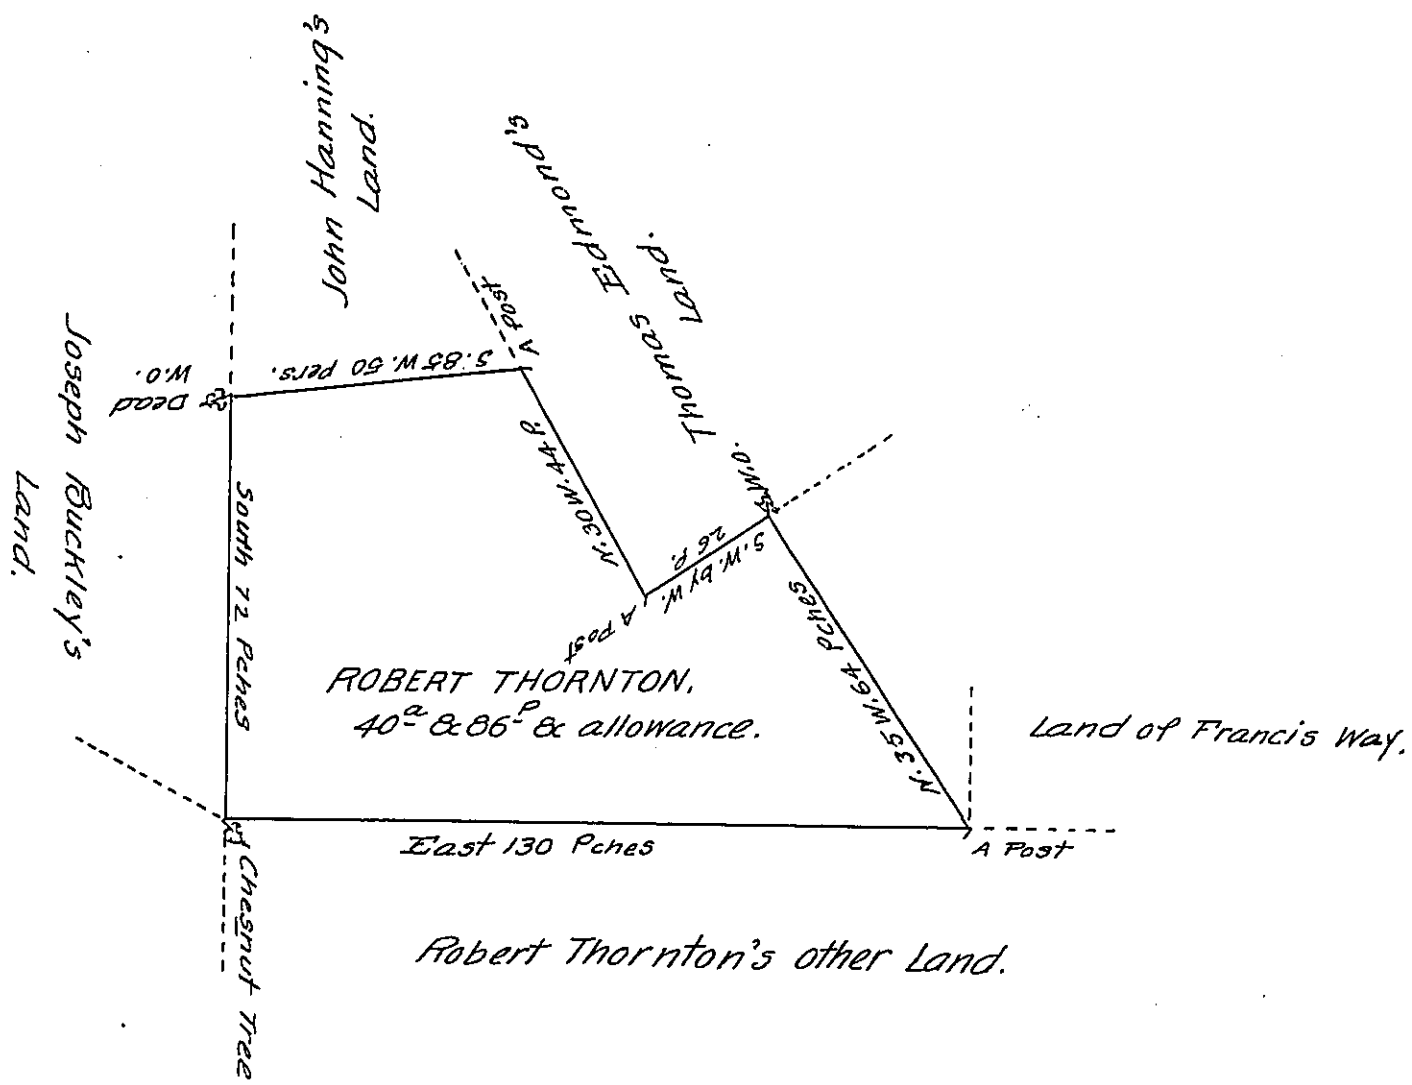 John Hanning's
Land.
Thomas Edmond's
Land.
Joseph Buckley's
Land.
A Post
S. 85 W. 50 pers.
Dead
W.O.
N. 30 W. 44 P.
W.O.
S. W. by W.
26 P.
A Post
South 72 Pches
N. 35 W. 64 Pches
ROBERT THORNTON.
40 a & 86 P & allowance.
Land of Francis Way.
East 130 Pches
A Post
Chesnut Tree
Robert Thornton's other Land.